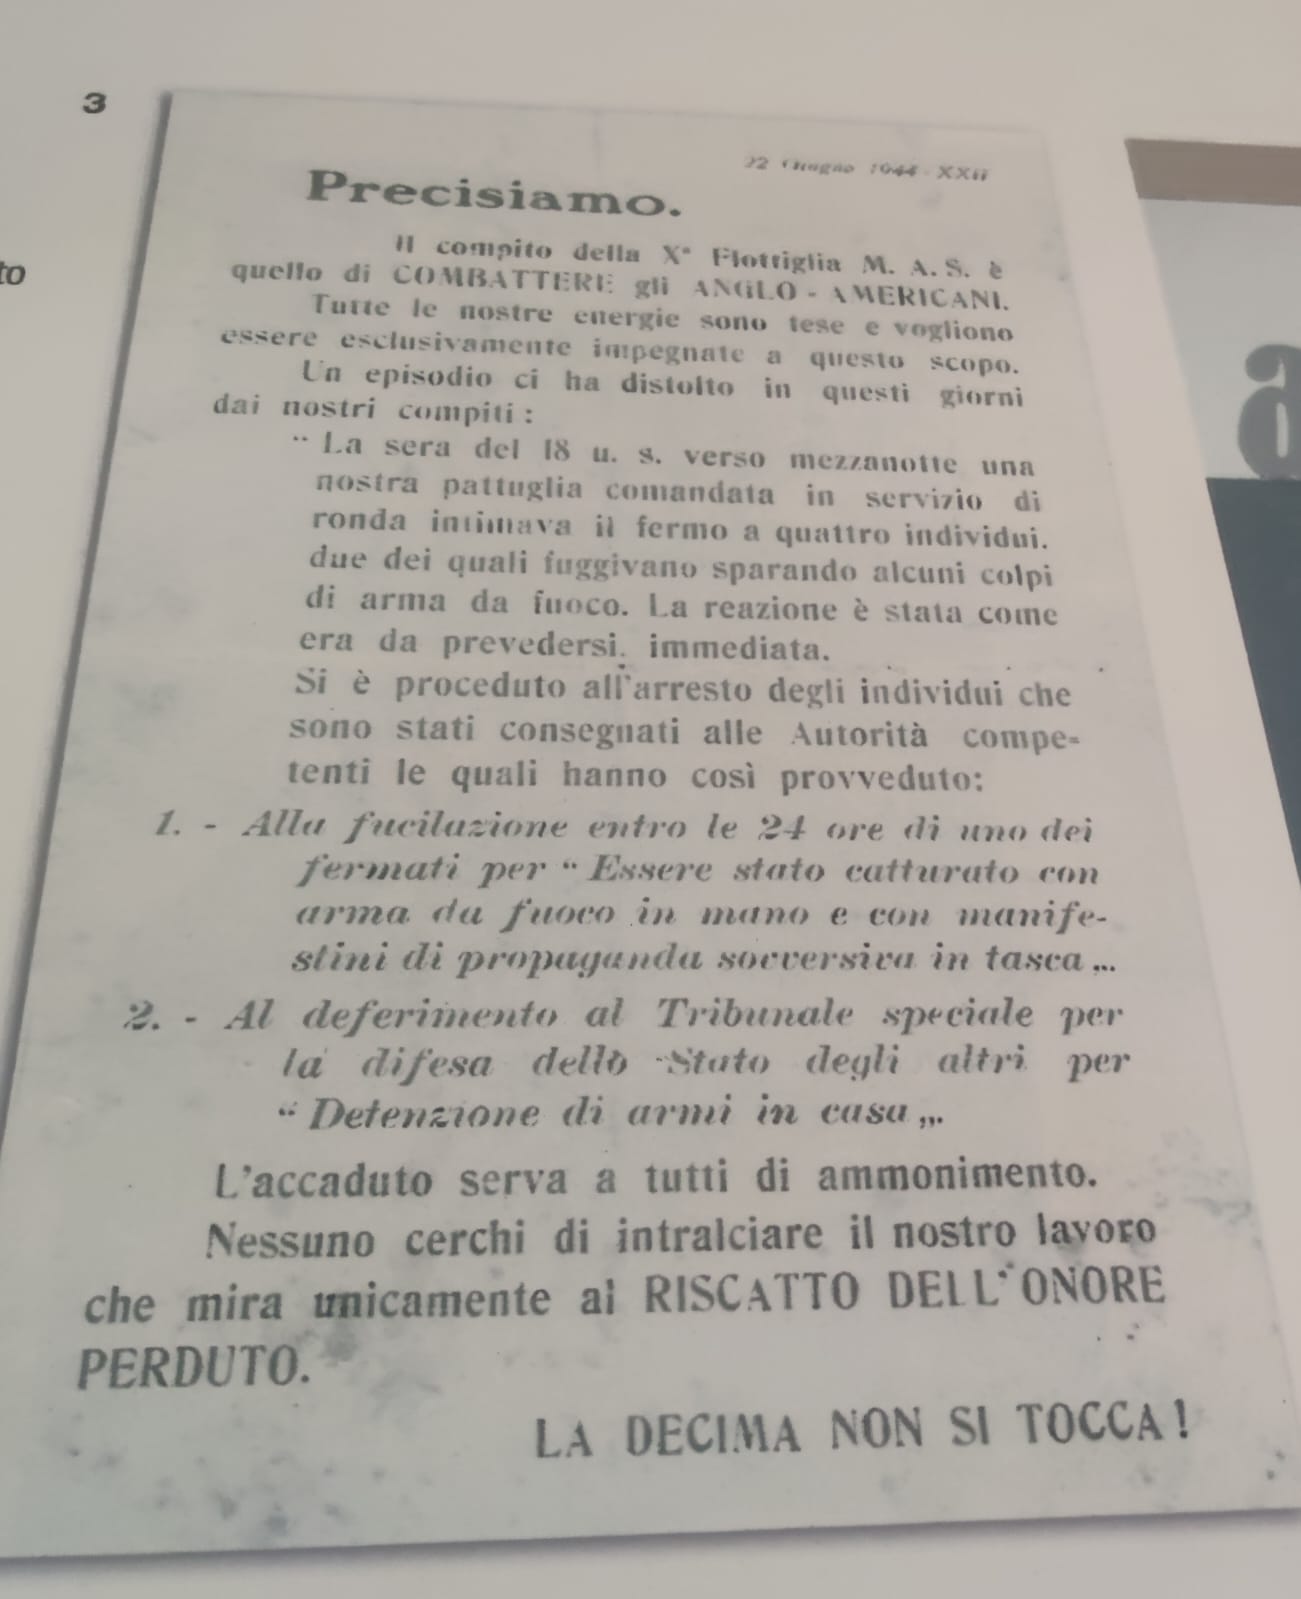 3
22 Giugno 1944 - XXII
Precisiamo.
to
Il compito della Xª Flottiglia M. A. S. è
quello di COMBATTERE gli ANGLO - AMERICANI.
Tutte le nostre energie sono tese e vogliono
essere esclusivamente impegnate a questo scopo.
Un episodio ci ha distolto in questi giorni
dai nostri compiti :
“ La sera del 18 u. s. verso mezzanotte una
nostra pattuglia comandata in servizio di
ronda intimava il fermo a quattro individui.
due dei quali fuggivano sparando alcuni colpi
di arma da fuoco. La reazione è stata come
era da prevedersi. immediata.
Si è proceduto all'arresto degli individui che
sono stati consegnati alle Autorità compe-
tenti le quali hanno così provveduto:
1. - Alla fucilazione entro le 24 ore di uno dei
fermati per “ Essere stato catturato con
arma da fuoco in mano e con manife-
stini di propaganda sovversiva in tasca „.
2. - Al deferimento al Tribunale speciale per
la difesa dello Stato degli altri per
“ Detenzione di armi in casa „.
L'accaduto serva a tutti di ammonimento.
Nessuno cerchi di intralciare il nostro lavoro
che mira unicamente al RISCATTO DELL'ONORE
PERDUTO.
LA DECIMA NON SI TOCCA !
a